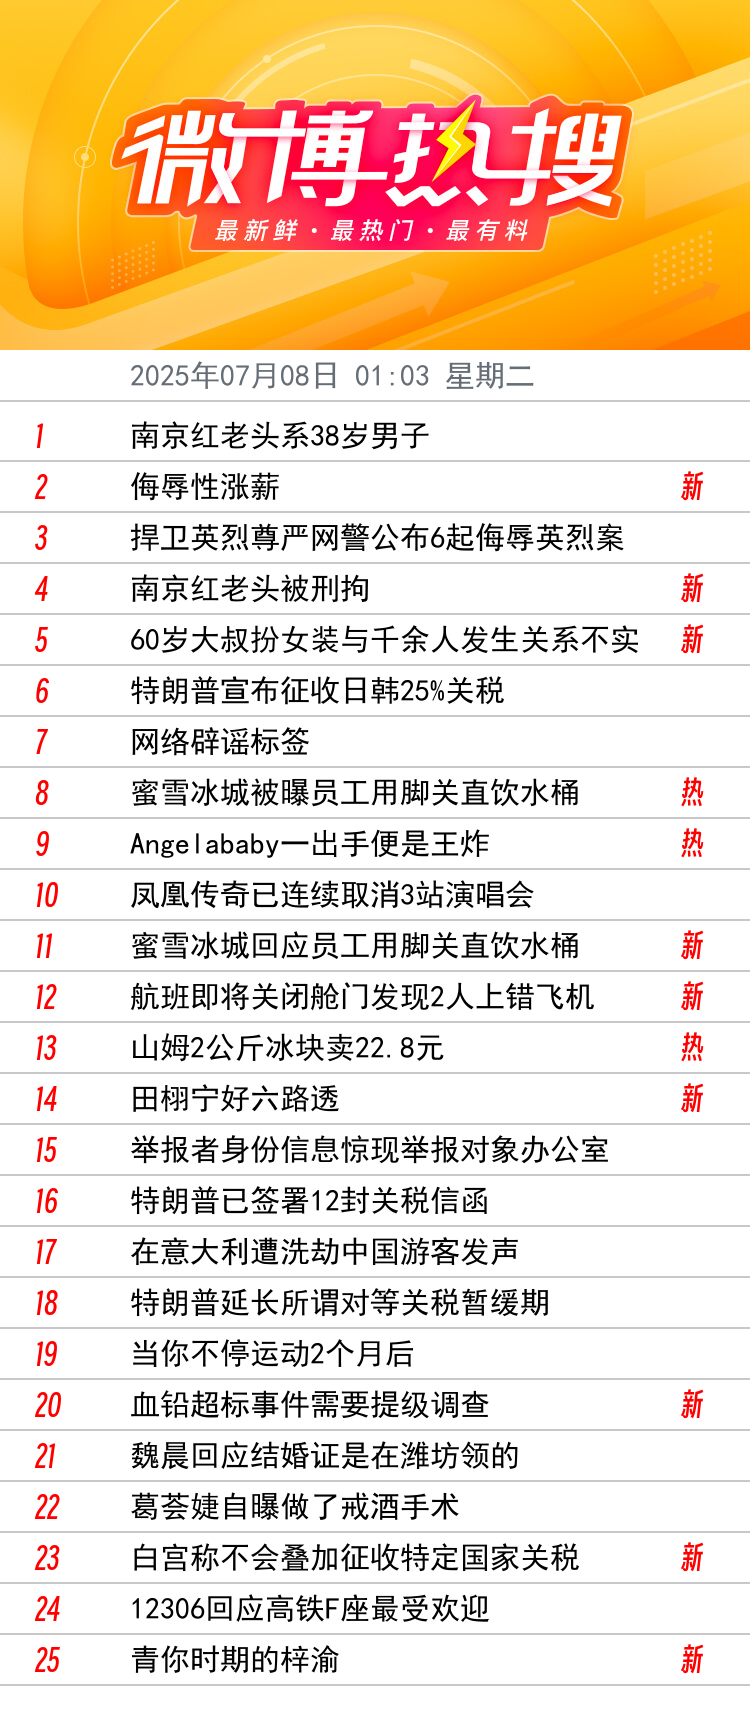 微博热搜
最新鲜·最热门·最有料
2025年07月08日 01:03 星期二
1 南京红老头系38岁男子
2 侮辱性涨薪 新
3 捍卫英烈尊严网警公布6起侮辱英烈案
4 南京红老头被刑拘 新
5 60岁大叔扮女装与千余人发生关系不实 新
6 特朗普宣布征收日韩25%关税
7 网络辟谣标签
8 蜜雪冰城被曝员工用脚关直饮水桶 热
9 Angelababy一出手便是王炸 热
10 凤凰传奇已连续取消3站演唱会
11 蜜雪冰城回应员工用脚关直饮水桶 新
12 航班即将关闭舱门发现2人上错飞机 新
13 山姆2公斤冰块卖22.8元 热
14 田栩宁好六路透 新
15 举报者身份信息惊现举报对象办公室
16 特朗普已签署12封关税信函
17 在意大利遭洗劫中国游客发声
18 特朗普延长所谓对等关税暂缓期
19 当你不停运动2个月后
20 血铅超标事件需要提级调查 新
21 魏晨回应结婚证是在潍坊领的
22 葛荟婕自曝做了戒酒手术
23 白宫称不会叠加征收特定国家关税 新
24 12306回应高铁F座最受欢迎
25 青你时期的梓渝 新